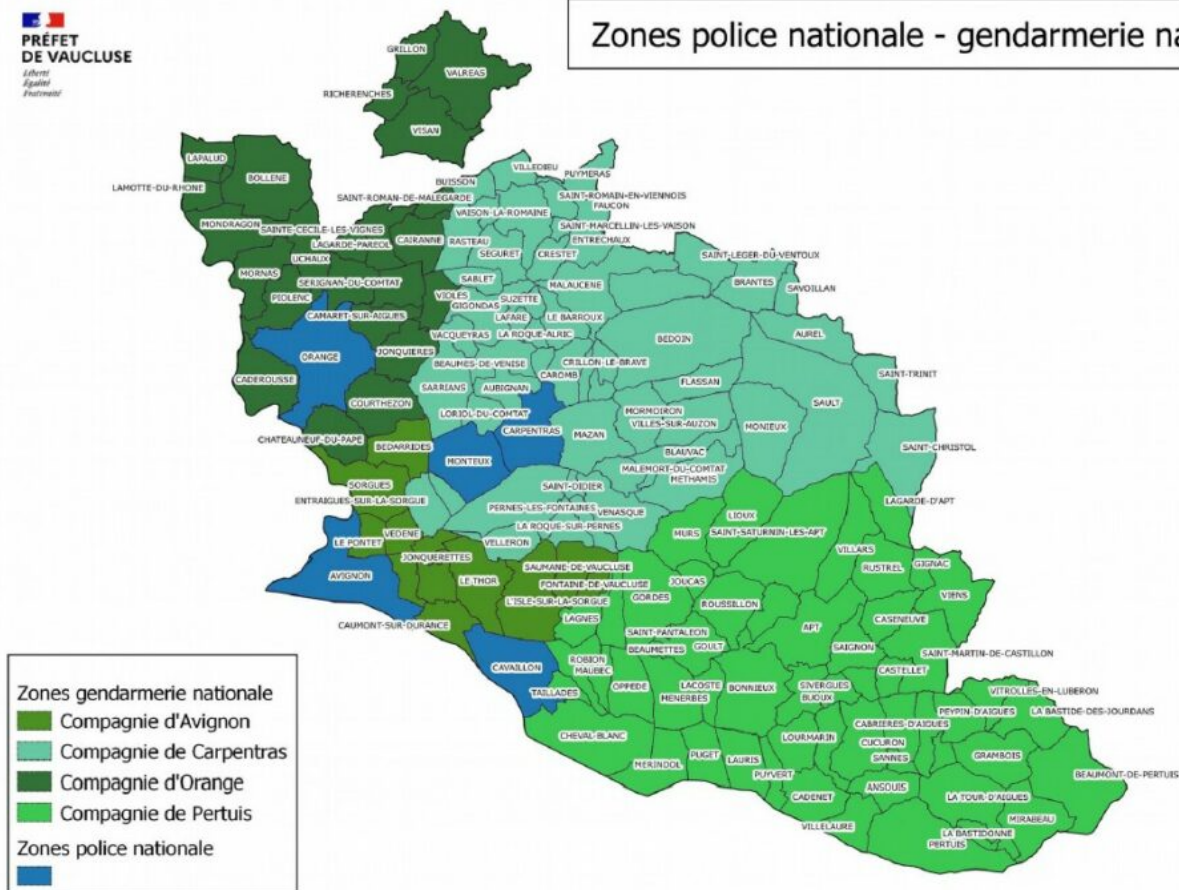 PRÉFET
DE VAUCLUSE
Liberté
Égalité
Fraternité
Zones police nationale - gendarmerie na
GRILLON
VALREAS
RICHERENCHES
VISAN
LAPALUD
BOLLENE
LAMOTTE-DU-RHONE
VILLEDIEU
PUYMERAS
BUISSON
SAINT-ROMAN-DE-MALEGARDE
SAINT-ROMAIN-EN-VIENNOIS
FAUCON
VAISON-LA-ROMAINE
MONDRAGON
SAINTE-CECILE-LES-VIGNES
SAINT-MARCELLIN-LES-VAISON
LAGARDE-PAREOL
CAIRANNE
RASTEAU
ENTRECHAUX
UCHAUX
SEGURET
CRESTET
SAINT-LEGER-DU-VENTOUX
MORNAS
SERIGNAN-DU-COMTAT
SABLET
MALAUCENE
BRANTES
SAVOILLAN
PIOLENC
VIOLES
GIGONDAS
SUZETTE
CAMARET-SUR-AIGUES
LAFARE
LE BARROUX
VACQUEYRAS
LA ROQUE-ALRIC
AUREL
BEDOIN
ORANGE
JONQUIERES
BEAUMES-DE-VENISE
CRILLON-LE-BRAVE
CAROMB
SAINT-TRINIT
CADEROUSSE
SARRIANS
AUBIGNAN
FLASSAN
COURTHEZON
LORIOL-DU-COMTAT
MORMOIRON
SAULT
VILLES-SUR-AUZON
MONIEUX
CARPENTRAS
MAZAN
CHATEAUNEUF-DU-PAPE
BEDARRIDES
SAINT-CHRISTOL
BLAUVAC
MONTEUX
MALEMORT-DU-COMTAT
METHAMIS
SORGUES
SAINT-DIDIER
ENTRAIGUES-SUR-LA-SORGUE
LAGARDE-D'APT
PERNES-LES-FONTAINES
VENASQUE
LIOUX
LA ROQUE-SUR-PERNES
MURS
SAINT-SATURNIN-LES-APT
VEDENE
LE PONTET
VELLERON
JONQUERETTES
VILLARS
SAUMANE-DE-VAUCLUSE
RUSTREL
GIGNAC
AVIGNON
LE THOR
FONTAINE-DE-VAUCLUSE
JOUCAS
GORDES
VIENS
L'ISLE-SUR-LA-SORGUE
ROUSSILLON
LAGNES
CASENEUVE
CAUMONT-SUR-DURANCE
APT
SAINT-PANTALEON
BEAUMETTES
GOULT
SAIGNON
SAINT-MARTIN-DE-CASTILLON
CAVAILLON
ROBION
MAUBEC
CASTELLET
OPPEDE
LACOSTE
BONNIEUX
SIVERGUES
TAILLADES
MENERBES
BUOUX
VITROLLES-EN-LUBERON
PEYPIN-D'AIGUES
LA BASTIDE-DES-JOURDANS
CABRIERES-D'AIGUES
CHEVAL-BLANC
LOURMARIN
CUCURON
SANNES
GRAMBOIS
PUGET
LAURIS
MERINDOL
PUYVERT
BEAUMONT-DE-PERTUIS
ANSOUIS
CADENET
LA TOUR-D'AIGUES
MIRABEAU
VILLELAURE
LA BASTIDONNE
PERTUIS
Zones gendarmerie nationale
Compagnie d'Avignon
Compagnie de Carpentras
Compagnie d'Orange
Compagnie de Pertuis
Zones police nationale